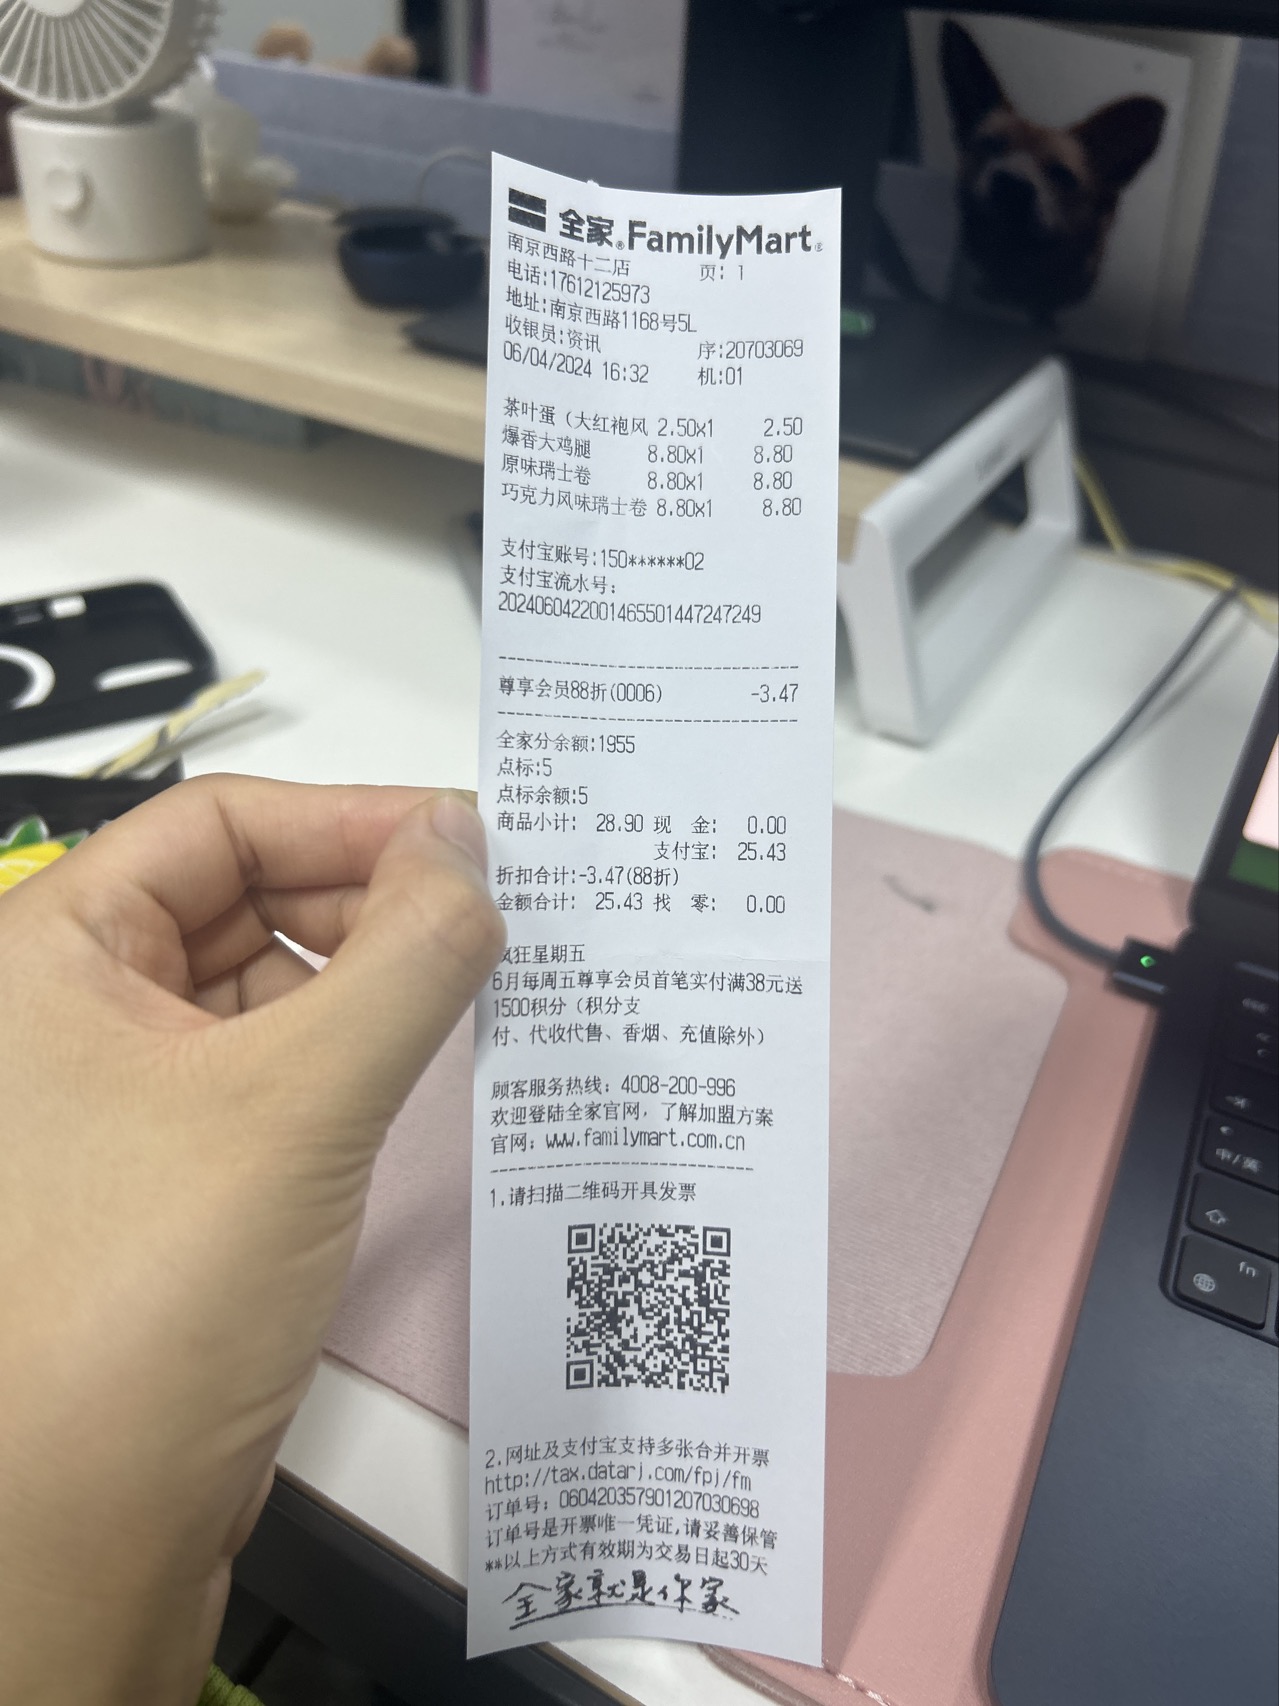 全家® FamilyMart®
南京西路十二店 页: 1
电话:17612125973
地址:南京西路1168号5L
收银员:资讯 序:20703069
06/04/2024 16:32 机:01
茶叶蛋（大红袍风 2.50x1 2.50
爆香大鸡腿 8.80x1 8.80
原味瑞士卷 8.80x1 8.80
巧克力风味瑞士卷 8.80x1 8.80
支付宝账号:150******02
支付宝流水号:
2024060422001465501447247249
尊享会员88折(0006) -3.47
全家分余额:1955
点标:5
点标余额:5
商品小计: 28.90 现 金: 0.00
支付宝: 25.43
折扣合计:-3.47(88折)
金额合计: 25.43 找 零: 0.00
疯狂星期五
6月每周五尊享会员首笔实付满38元送
1500积分（积分支
付、代收代售、香烟、充值除外）
顾客服务热线: 4008-200-996
欢迎登陆全家官网，了解加盟方案
官网: www.familymart.com.cn
1.请扫描二维码开具发票
2.网址及支付宝支持多张合并开票
http://tax.datarj.com/fpj/fm
订单号: 060420357901207030698
订单号是开票唯一凭证,请妥善保管
**以上方式有效期为交易日起30天
全家就是你家
fn
英/中